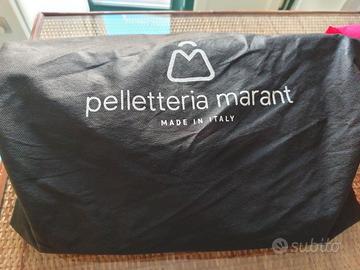 pelletteria marant
MADE IN ITALY
subito